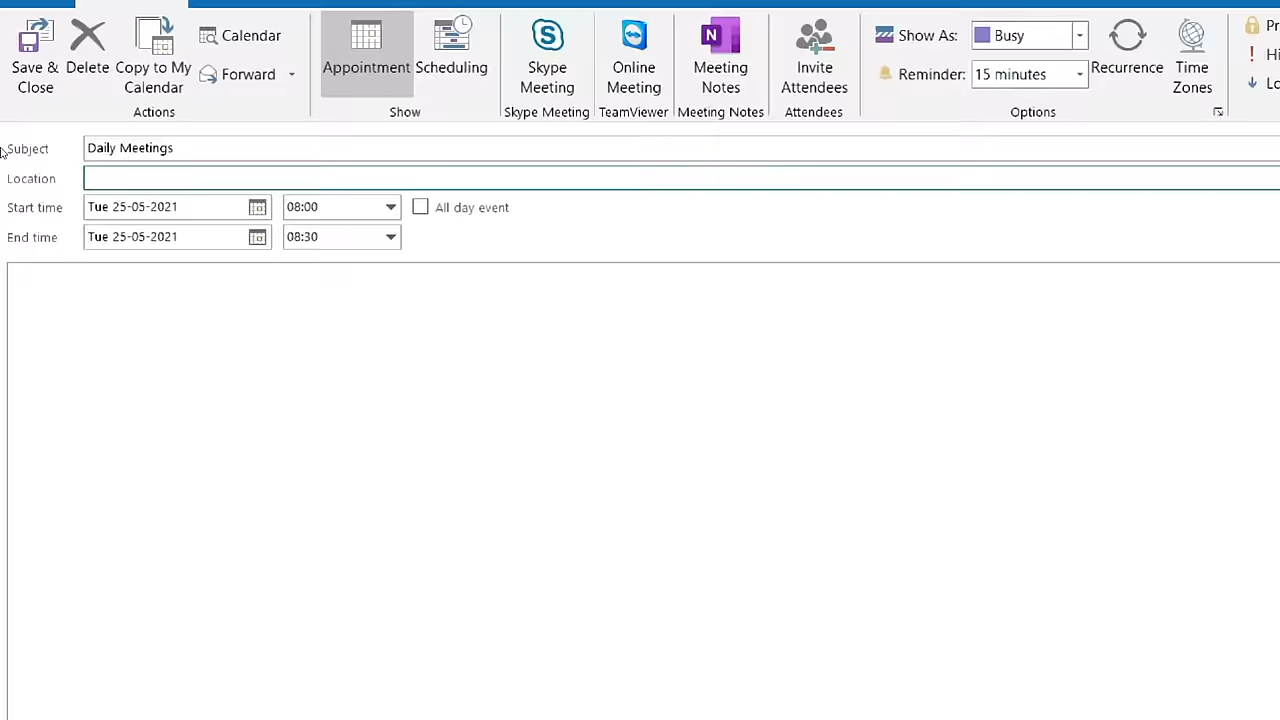 Save & Close
Delete
Copy to My Calendar
Calendar
Forward
Actions
Appointment
Scheduling
Show
Skype Meeting
Skype Meeting
Online Meeting
TeamViewer
N
Meeting Notes
Meeting Notes
Invite Attendees
Attendees
Show As: Busy
Reminder: 15 minutes
Recurrence
Time Zones
Options
Subject Daily Meetings
Location
Start time Tue 25-05-2021 08:00 All day event
End time Tue 25-05-2021 08:30